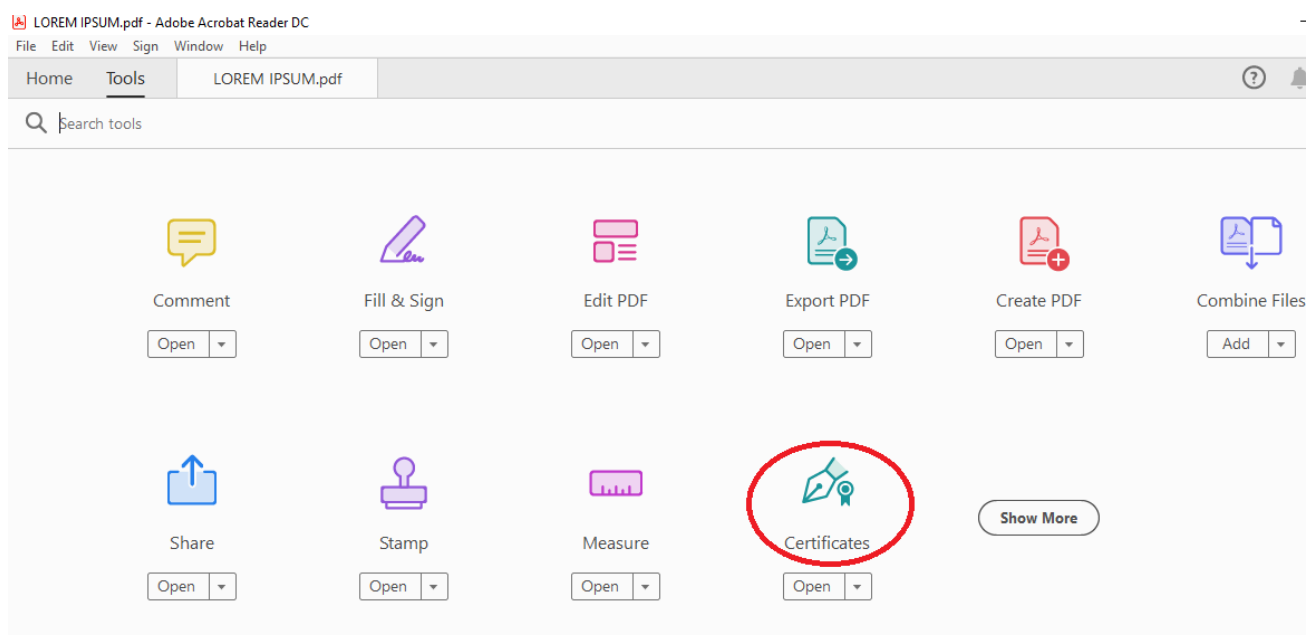 LOREM IPSUM.pdf - Adobe Acrobat Reader DC
File Edit View Sign Window Help
Home Tools LOREM IPSUM.pdf
Search tools
Comment Fill & Sign Edit PDF Export PDF Create PDF Combine Files
Open Open Open Open Open Add
Share Stamp Measure Certificates Show More
Open Open Open Open